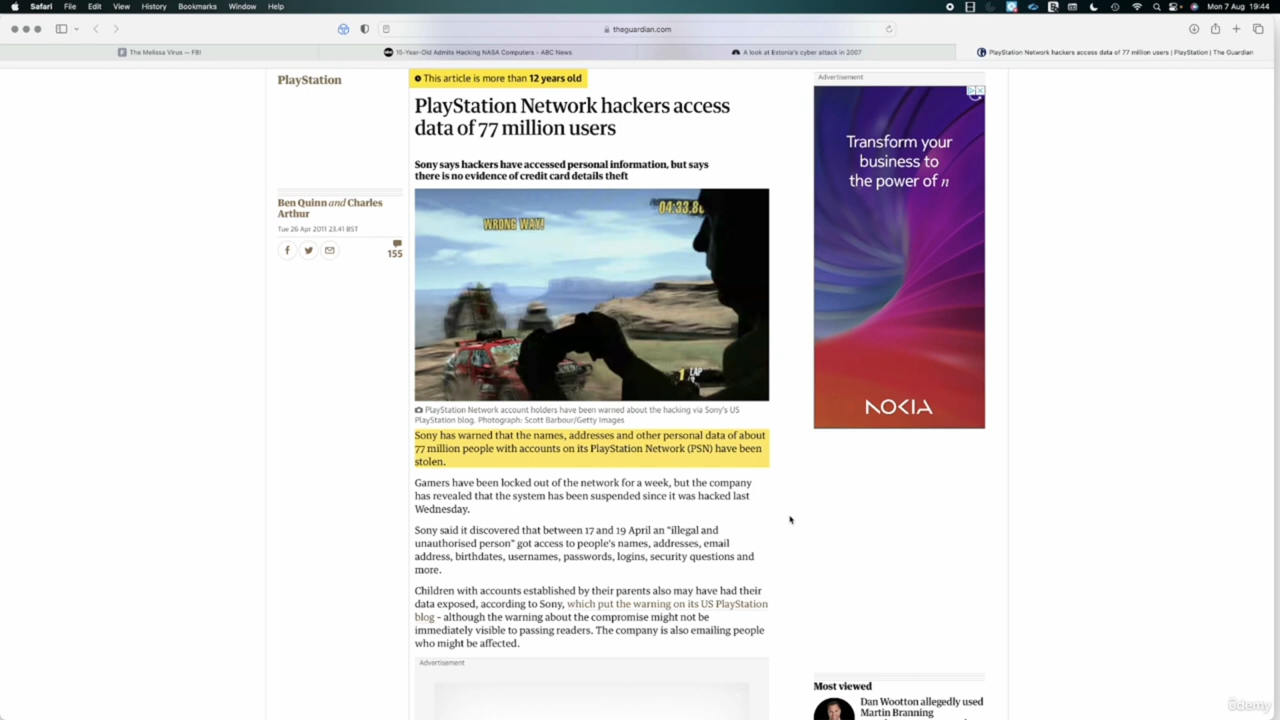 Safari File Edit View History Bookmarks Window Help
Mon 7 Aug 19:44
theguardian.com
The Melissa Virus — FBI
10-Year-Old Admits Hacking NASA Computers - ABC News
A look at Estonia's cyber attack in 2007
PlayStation Network hackers access data of 77 million users | PlayStation | The Guardian
PlayStation
This article is more than 12 years old
PlayStation Network hackers access
data of 77 million users
Sony says hackers have accessed personal information, but says
there is no evidence of credit card details theft
Ben Quinn and Charles
Arthur
Tue 26 Apr 2011 23.41 BST
155
WRONG WAY!
04:33.8
1 LAP
PlayStation Network account holders have been warned about the hacking via Sony's US
PlayStation blog. Photograph: Scott Barbour/Getty Images
Sony has warned that the names, addresses and other personal data of about
77 million people with accounts on its PlayStation Network (PSN) have been
stolen.
Gamers have been locked out of the network for a week, but the company
has revealed that the system has been suspended since it was hacked last
Wednesday.
Sony said it discovered that between 17 and 19 April an "illegal and
unauthorised person" got access to people's names, addresses, email
address, birthdates, usernames, passwords, logins, security questions and
more.
Children with accounts established by their parents also may have had their
data exposed, according to Sony, which put the warning on its US PlayStation
blog – although the warning about the compromise might not be
immediately visible to passing readers. The company is also emailing people
who might be affected.
Advertisement
Advertisement
Transform your
business to
the power of n
NOKIA
Most viewed
Dan Wootton allegedly used
Martin Branning
ûdemy